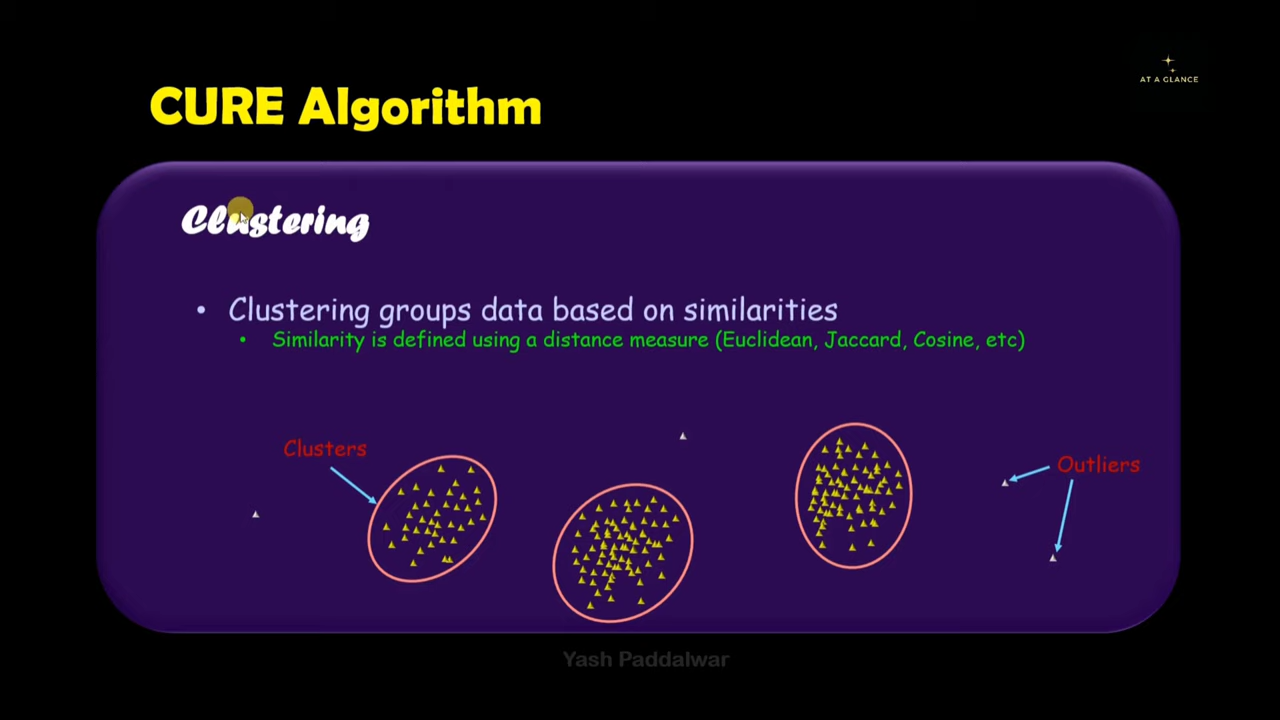 AT A GLANCE
CURE Algorithm
Clustering
• Clustering groups data based on similarities
• Similarity is defined using a distance measure (Euclidean, Jaccard, Cosine, etc)
Clusters
Outliers
Yash Paddalwar